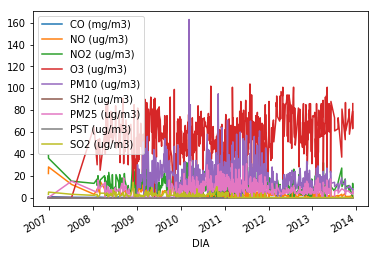 160
140
120
100
80
60
40
20
0
CO (mg/m3)
NO (ug/m3)
NO2 (ug/m3)
O3 (ug/m3)
PM10 (ug/m3)
SH2 (ug/m3)
PM25 (ug/m3)
PST (ug/m3)
SO2 (ug/m3)
2007 2008 2009 2010 2011 2012 2013 2014
DIA